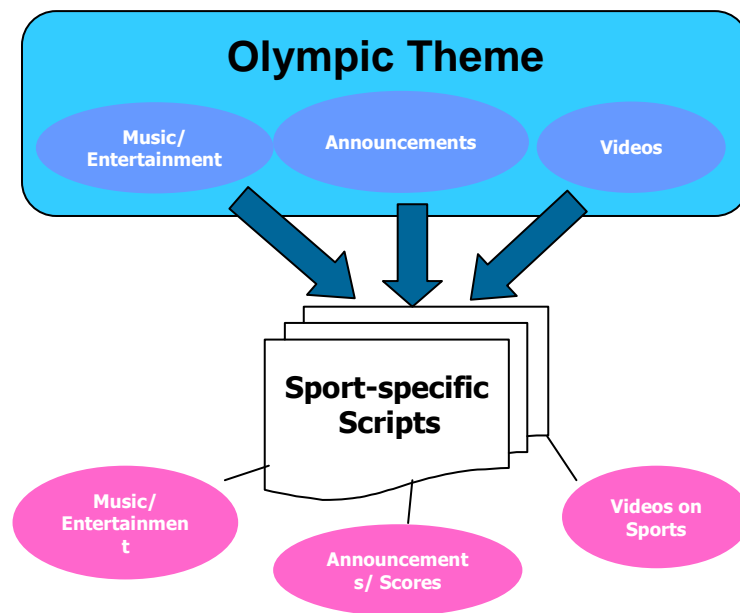 Olympic Theme
Music/
Entertainment
Announcements
Videos
Sport-specific
Scripts
Music/
Entertainmen
t
Announcement
s/ Scores
Videos on
Sports